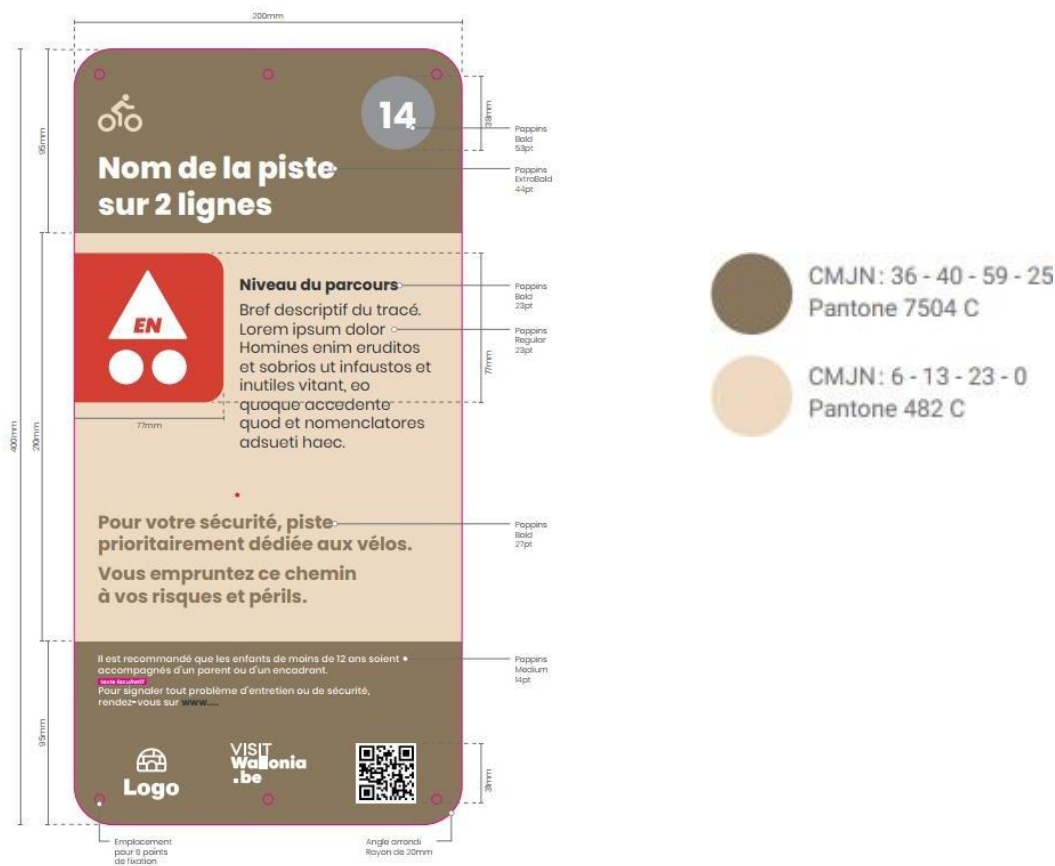 200mm
14
38mm
95mm
Poppins
Bold
53pt
Nom de la piste
sur 2 lignes
Poppins
ExtraBold
44pt
EN
Niveau du parcours
Poppins
Bold
23pt
Bref descriptif du tracé.
Lorem ipsum dolor
Homines enim eruditos
et sobrios ut infaustos et
inutiles vitant, eo
quoque accedente
quod et nomenclatores
adsueti haec.
Poppins
Regular
23pt
77mm
77mm
400mm
210mm
Pour votre sécurité, piste
prioritairement dédiée aux vélos.
Poppins
Bold
27pt
Vous empruntez ce chemin
à vos risques et périls.
Il est recommandé que les enfants de moins de 12 ans soient
accompagnés d'un parent ou d'un encadrant.
texte facultatif
Pour signaler tout problème d'entretien ou de sécurité,
rendez-vous sur www....
Poppins
Medium
14pt
95mm
Logo
VISIT
Wallonia
.be
31mm
Emplacement
pour 6 points
de fixation
Angle arrondi
Rayon de 20mm
CMJN: 36 - 40 - 59 - 25
Pantone 7504 C
CMJN: 6 - 13 - 23 - 0
Pantone 482 C